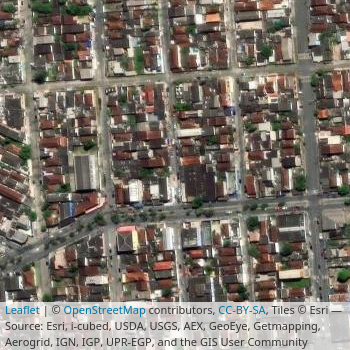 Leaflet | © OpenStreetMap contributors, CC-BY-SA, Tiles © Esri —
Source: Esri, i-cubed, USDA, USGS, AEX, GeoEye, Getmapping,
Aerogrid, IGN, IGP, UPR-EGP, and the GIS User Community